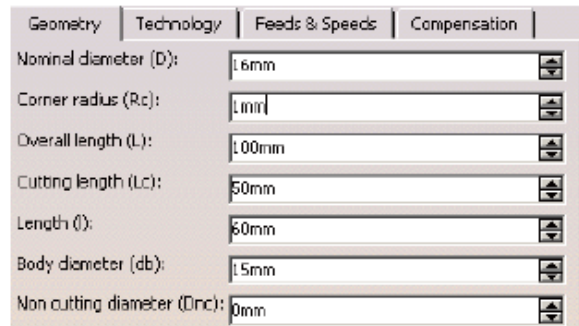 Geometry Technology Feeds & Speeds Compensation
Nominal diameter (D): 16mm
Corner radius (Rc): 1mm
Overall length (L): 100mm
Cutting length (Lc): 50mm
Length (l): 60mm
Body diameter (db): 15mm
Non cutting diameter (Dnc): 0mm